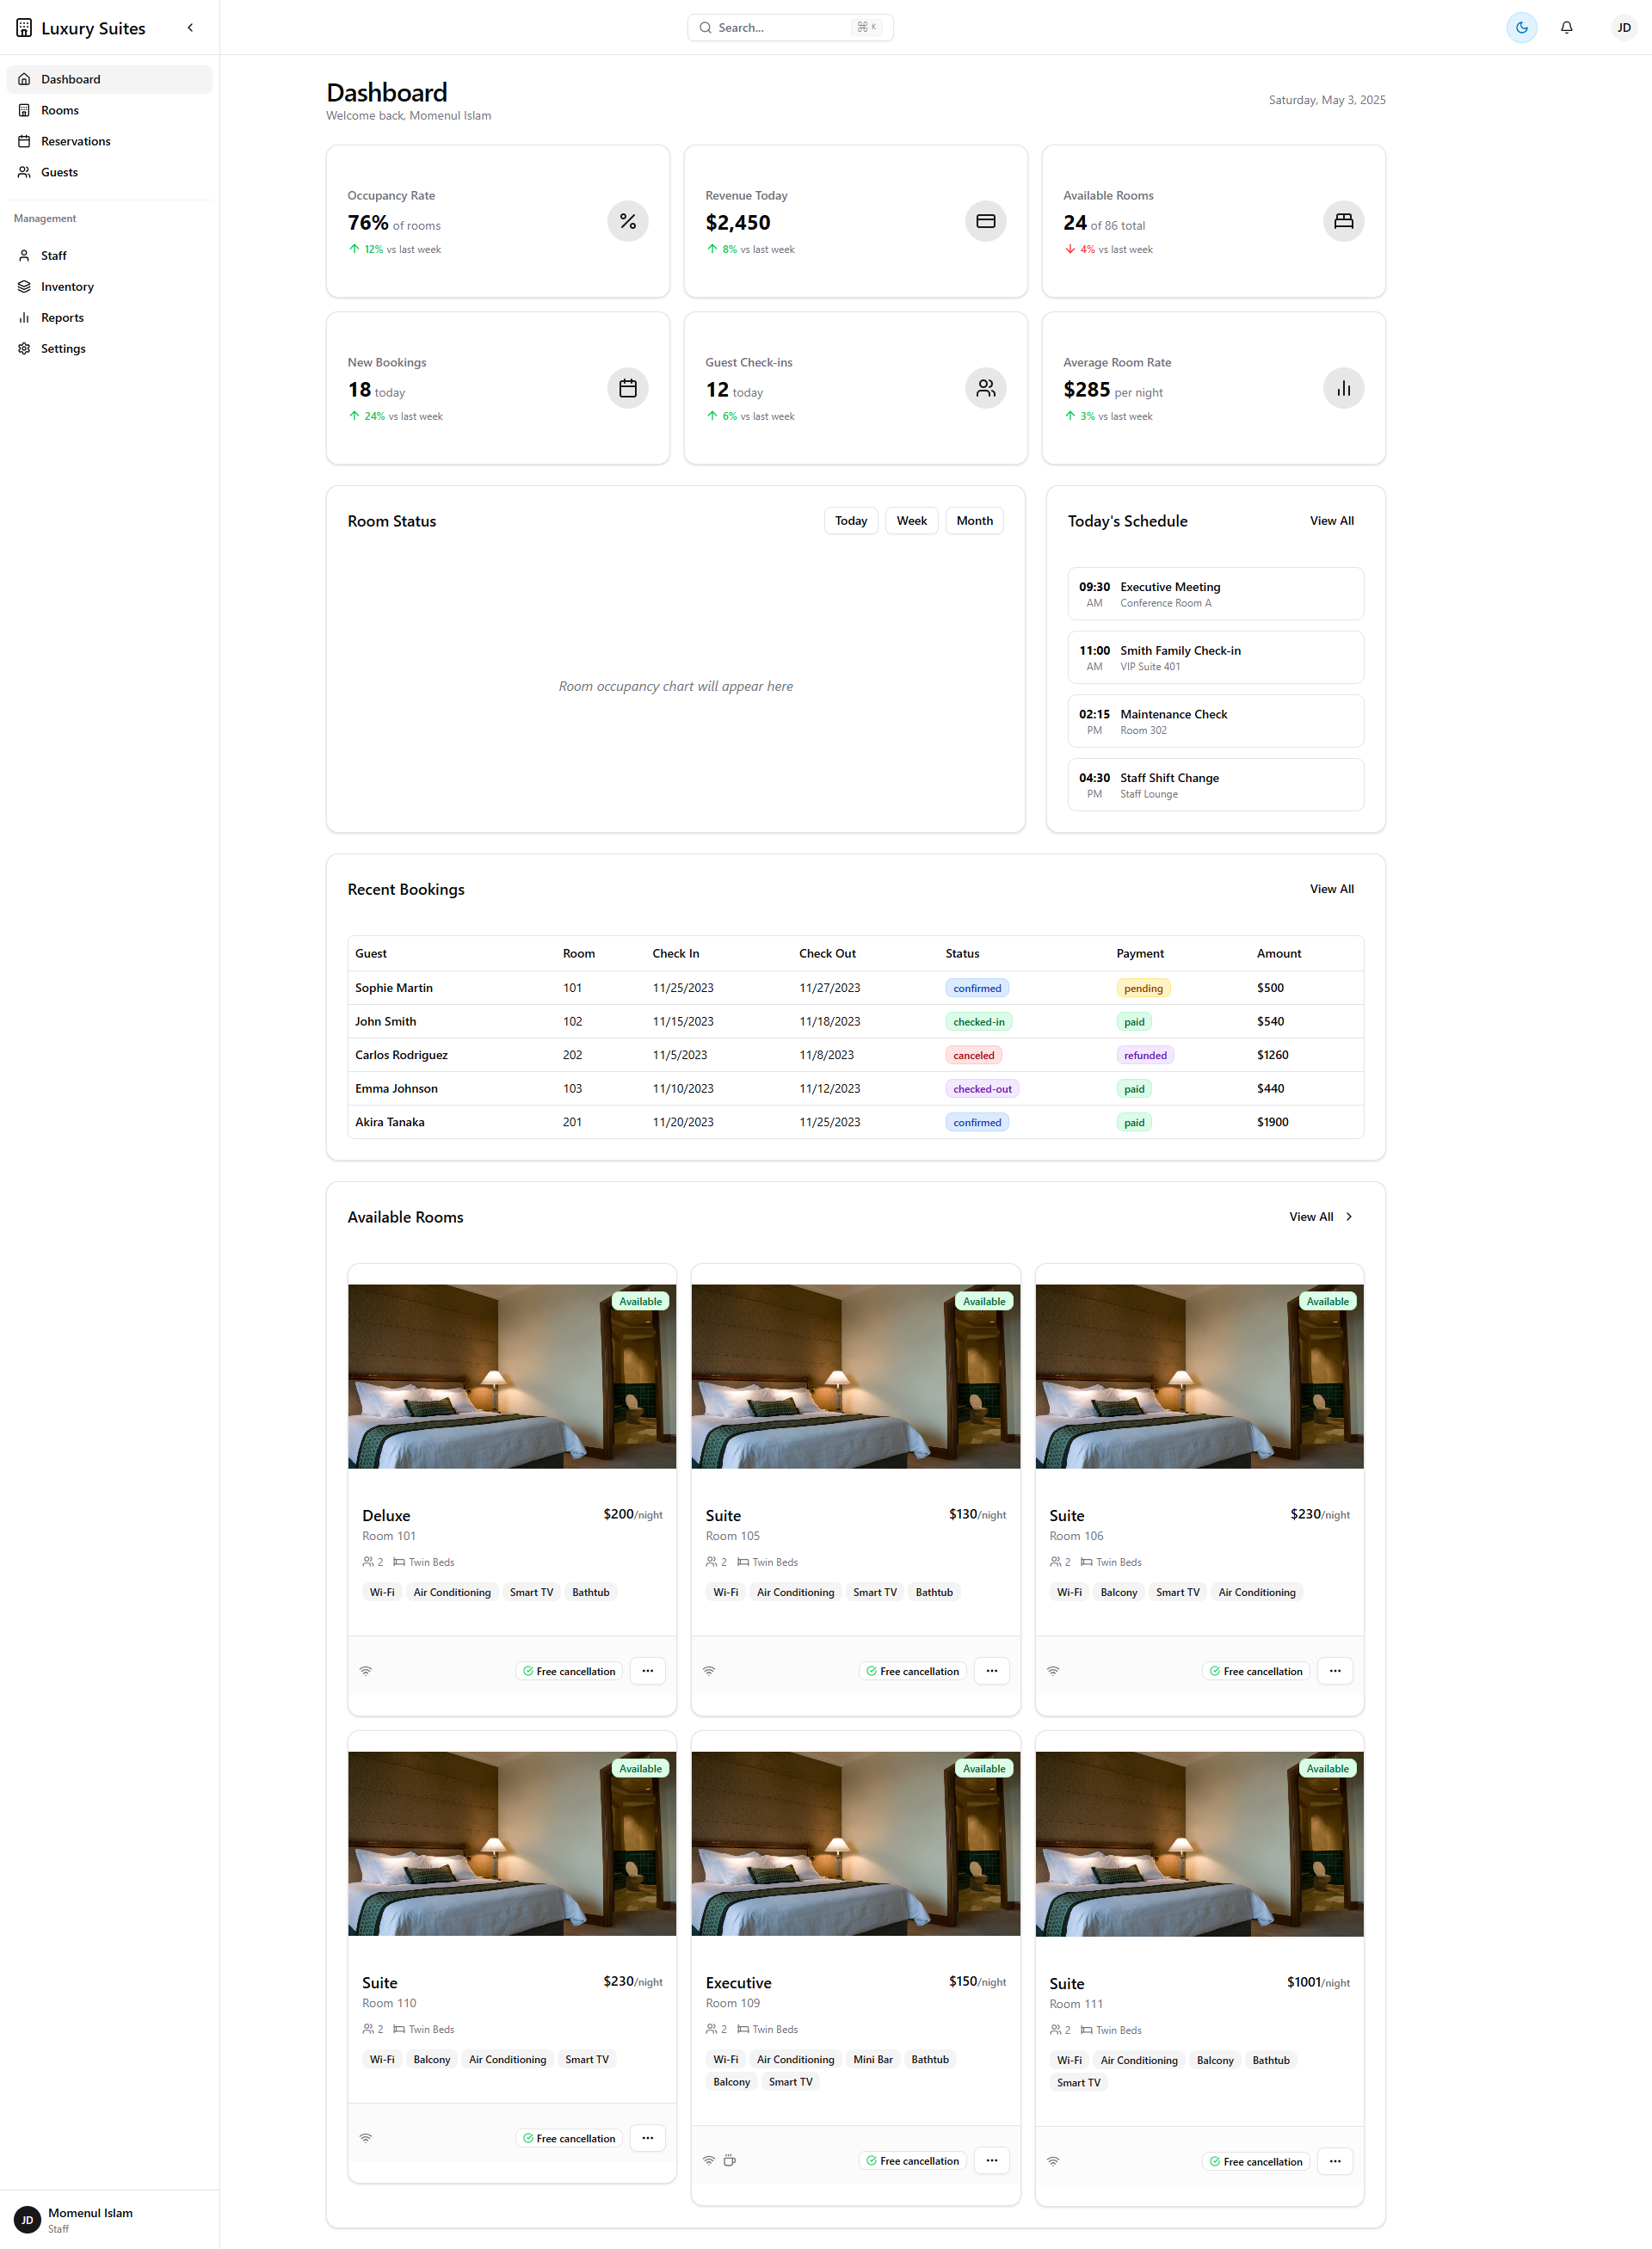 Luxury Suites
Search...
⌘ K
JD
Dashboard
Rooms
Reservations
Guests
Management
Staff
Inventory
Reports
Settings
Dashboard
Welcome back, Momenul Islam
Saturday, May 3, 2025
Occupancy Rate
76% of rooms
12% vs last week
Revenue Today
$2,450
8% vs last week
Available Rooms
24 of 86 total
4% vs last week
New Bookings
18 today
24% vs last week
Guest Check-ins
12 today
6% vs last week
Average Room Rate
$285 per night
3% vs last week
Room Status
Today Week Month
Room occupancy chart will appear here
Today's Schedule
View All
09:30 Executive Meeting
AM Conference Room A
11:00 Smith Family Check-in
AM VIP Suite 401
02:15 Maintenance Check
PM Room 302
04:30 Staff Shift Change
PM Staff Lounge
Recent Bookings
View All
Guest Room Check In Check Out Status Payment Amount
Sophie Martin 101 11/25/2023 11/27/2023 confirmed pending $500
John Smith 102 11/15/2023 11/18/2023 checked-in paid $540
Carlos Rodriguez 202 11/5/2023 11/8/2023 canceled refunded $1260
Emma Johnson 103 11/10/2023 11/12/2023 checked-out paid $440
Akira Tanaka 201 11/20/2023 11/25/2023 confirmed paid $1900
Available Rooms
View All
Available
Deluxe $200/night
Room 101
2 Twin Beds
Wi-Fi Air Conditioning Smart TV Bathtub
Free cancellation
Available
Suite $130/night
Room 105
2 Twin Beds
Wi-Fi Air Conditioning Smart TV Bathtub
Free cancellation
Available
Suite $230/night
Room 106
2 Twin Beds
Wi-Fi Balcony Smart TV Air Conditioning
Free cancellation
Available
Suite $230/night
Room 110
2 Twin Beds
Wi-Fi Balcony Air Conditioning Smart TV
Free cancellation
Available
Executive $150/night
Room 109
2 Twin Beds
Wi-Fi Air Conditioning Mini Bar Bathtub
Balcony Smart TV
Free cancellation
Available
Suite $1001/night
Room 111
2 Twin Beds
Wi-Fi Air Conditioning Balcony Bathtub
Smart TV
Free cancellation
JD
Momenul Islam
Staff